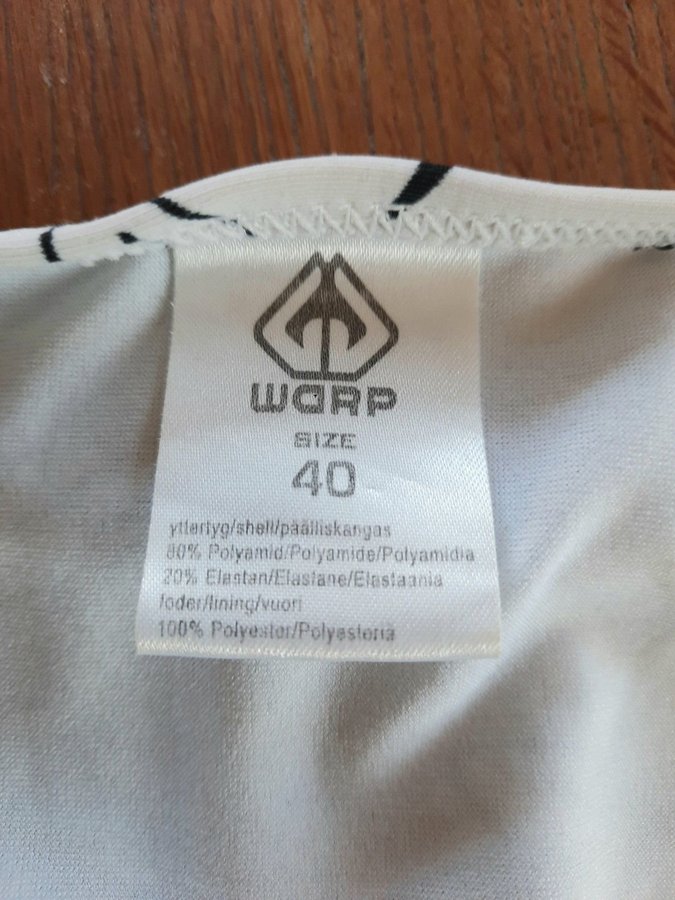 WARP
SIZE
40
yttertyg/shell/päälliskangas
80% Polyamid/Polyamide/Polyamidia
20% Elastan/Elastane/Elastaania
foder/lining/vuori
100% Polyester/Polyesteria